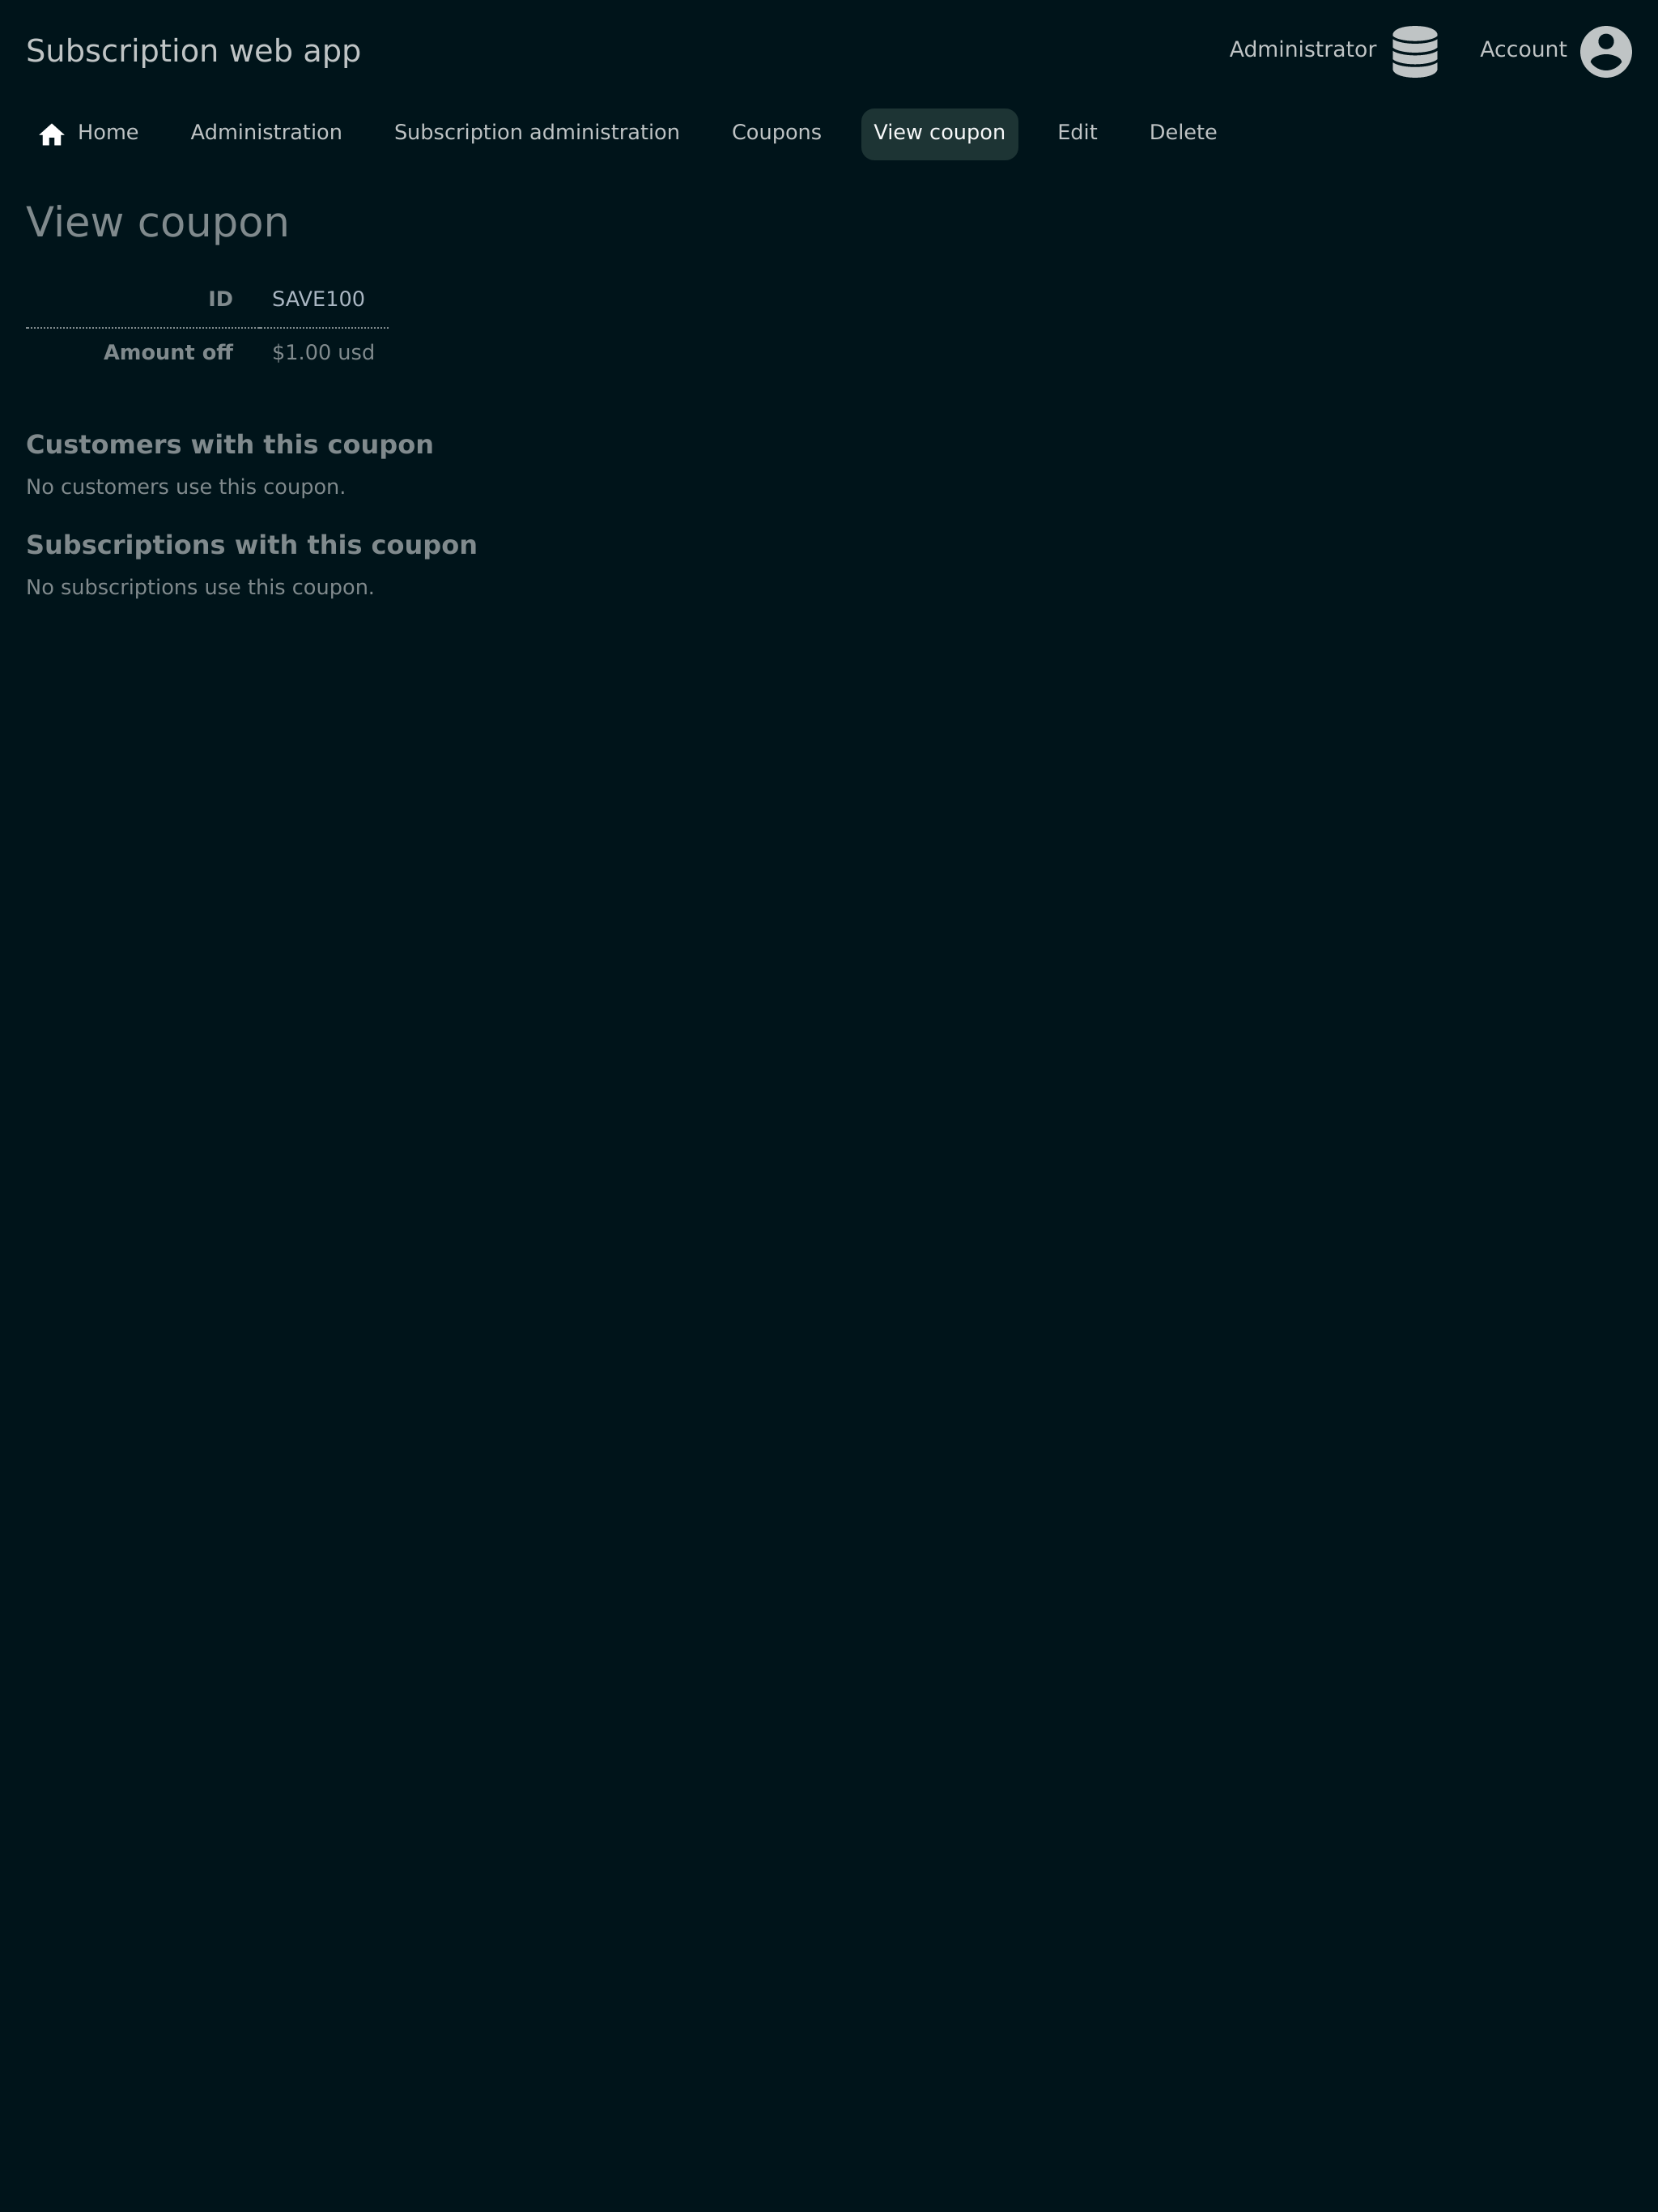 Subscription web app
Administrator
Account
Home
Administration
Subscription administration
Coupons
View coupon
Edit
Delete
View coupon
ID SAVE100
Amount off $1.00 usd
Customers with this coupon
No customers use this coupon.
Subscriptions with this coupon
No subscriptions use this coupon.